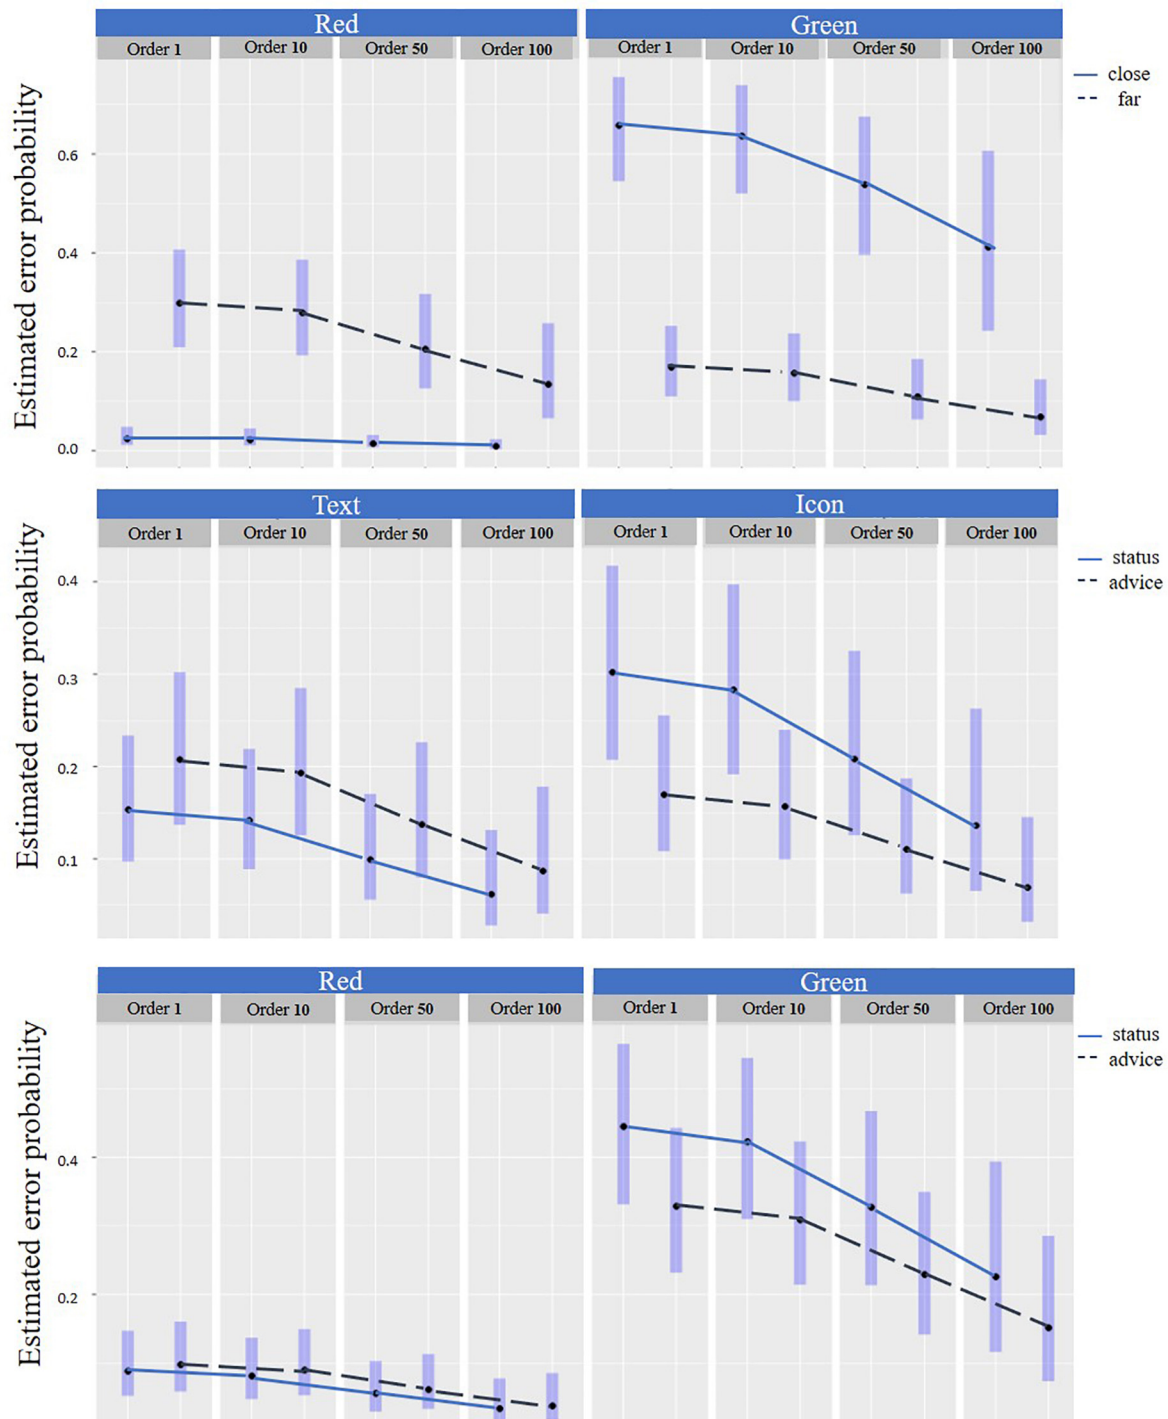 Red Green
Order 1 Order 10 Order 50 Order 100 Order 1 Order 10 Order 50 Order 100
Estimated error probability
0.6
0.4
0.2
0.0
close
far
Text Icon
Order 1 Order 10 Order 50 Order 100 Order 1 Order 10 Order 50 Order 100
Estimated error probability
0.4
0.3
0.2
0.1
status
advice
Red Green
Order 1 Order 10 Order 50 Order 100 Order 1 Order 10 Order 50 Order 100
Estimated error probability
0.4
0.2
status
advice